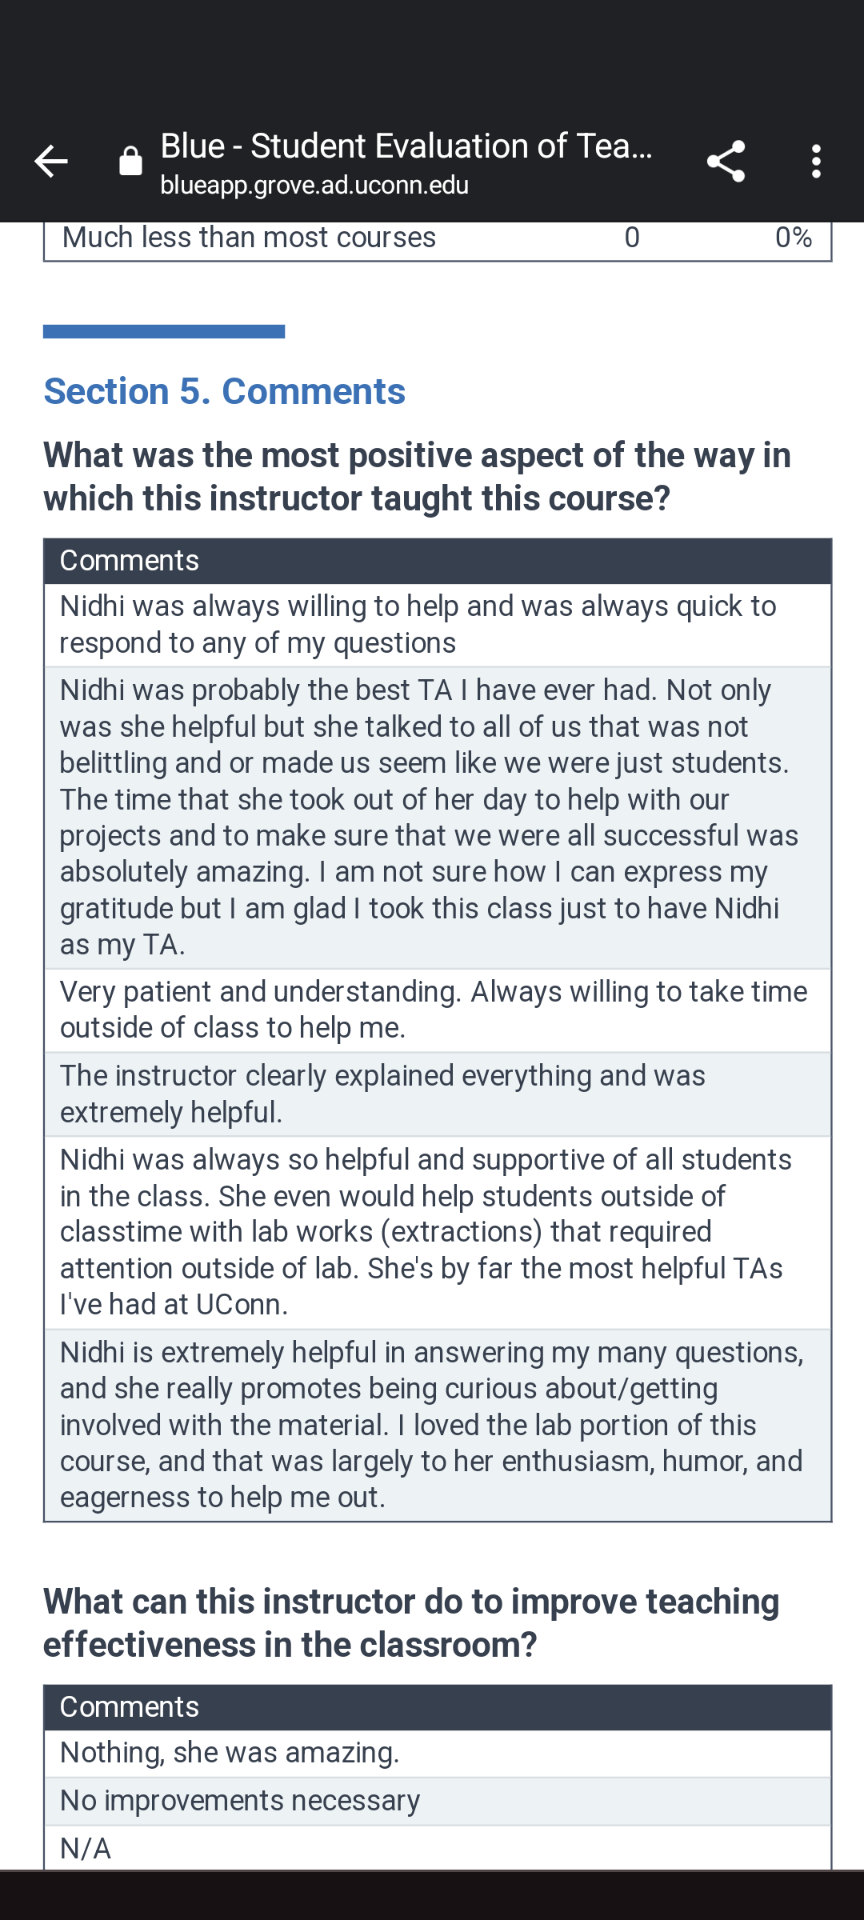 Blue - Student Evaluation of Tea...
blueapp.grove.ad.uconn.edu
Much less than most courses 0 0%
Section 5. Comments
What was the most positive aspect of the way in
which this instructor taught this course?
Comments
Nidhi was always willing to help and was always quick to
respond to any of my questions
Nidhi was probably the best TA I have ever had. Not only
was she helpful but she talked to all of us that was not
belittling and or made us seem like we were just students.
The time that she took out of her day to help with our
projects and to make sure that we were all successful was
absolutely amazing. I am not sure how I can express my
gratitude but I am glad I took this class just to have Nidhi
as my TA.
Very patient and understanding. Always willing to take time
outside of class to help me.
The instructor clearly explained everything and was
extremely helpful.
Nidhi was always so helpful and supportive of all students
in the class. She even would help students outside of
classtime with lab works (extractions) that required
attention outside of lab. She's by far the most helpful TAs
I've had at UConn.
Nidhi is extremely helpful in answering my many questions,
and she really promotes being curious about/getting
involved with the material. I loved the lab portion of this
course, and that was largely to her enthusiasm, humor, and
eagerness to help me out.
What can this instructor do to improve teaching
effectiveness in the classroom?
Comments
Nothing, she was amazing.
No improvements necessary
N/A